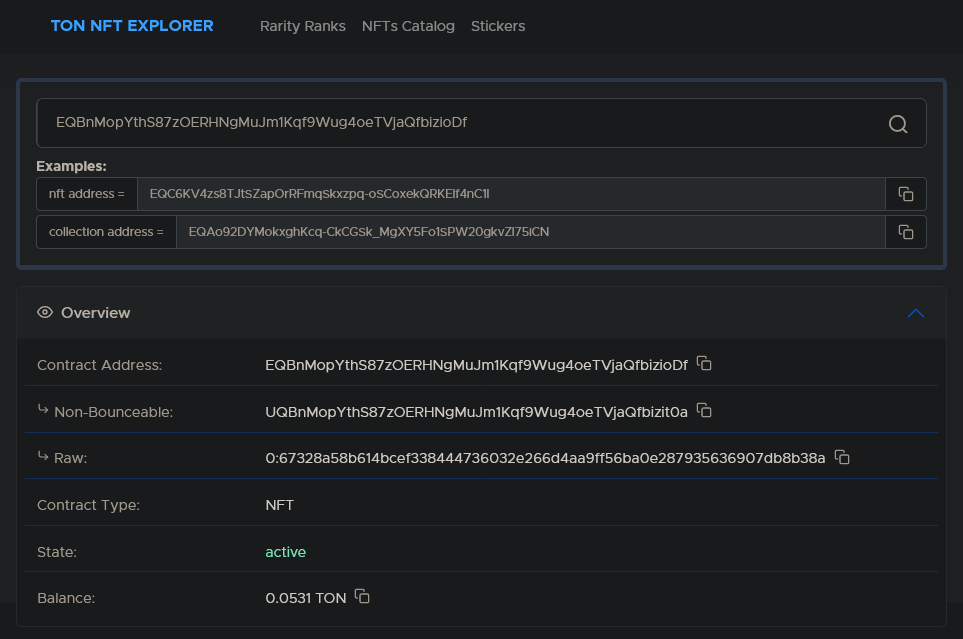 TON NFT EXPLORER Rarity Ranks NFTs Catalog Stickers
EQBnMopYthS87zOERHNgMuJm1Kqf9Wug4oeTVjaQfbizioDf
Examples:
nft address = EQC6KV4zs8TJtSZapOrRFmqSkxzpq-oSCoxekQRKElf4nC1I
collection address = EQAo92DYMokxghKcq-CkCGSk_MgXY5Fo1SPW20gkvZl75iCN
Overview
Contract Address: EQBnMopYthS87zOERHNgMuJm1Kqf9Wug4oeTVjaQfbizioDf
Non-Bounceable: UQBnMopYthS87zOERHNgMuJm1Kqf9Wug4oeTVjaQfbizit0a
Raw: 0:67328a58b614bcef338444736032e266d4aa9ff56ba0e287935636907db8b38a
Contract Type: NFT
State: active
Balance: 0.0531 TON